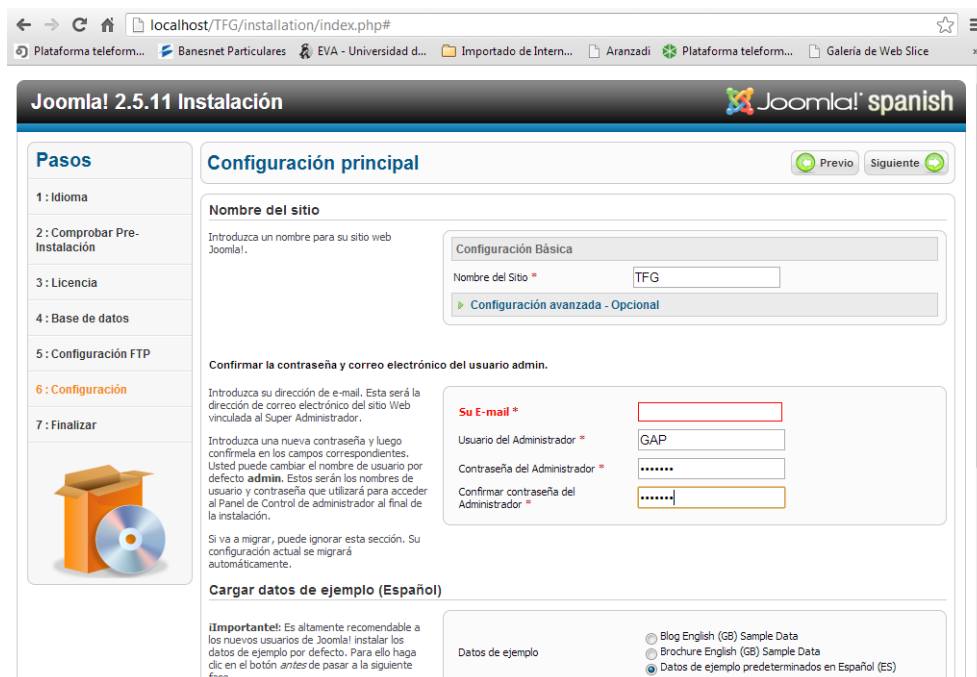 localhost/TFG/installation/index.php#
Plataforma teleform... Banesnet Particulares EVA - Universidad d... Importado de Intern... Aranzadi Plataforma teleform... Galería de Web Slice »
Joomla! 2.5.11 Instalación
Joomla! spanish
Pasos
1 : Idioma
2 : Comprobar Pre-
Instalación
3 : Licencia
4 : Base de datos
5 : Configuración FTP
6 : Configuración
7 : Finalizar
Configuración principal
Previo Siguiente
Nombre del sitio
Introduzca un nombre para su sitio web
Joomla!.
Configuración Básica
Nombre del Sitio * TFG
Configuración avanzada - Opcional
Confirmar la contraseña y correo electrónico del usuario admin.
Introduzca su dirección de e-mail. Esta será la
dirección de correo electrónico del sitio Web
vinculada al Super Administrador.
Introduzca una nueva contraseña y luego
confírmela en los campos correspondientes.
Usted puede cambiar el nombre de usuario por
defecto admin. Estos serán los nombres de
usuario y contraseña que utilizará para acceder
al Panel de Control de administrador al final de
la instalación.
Si va a migrar, puede ignorar esta sección. Su
configuración actual se migrará
automáticamente.
Su E-mail *
Usuario del Administrador * GAP
Contraseña del Administrador * •••••••
Confirmar contraseña del
Administrador * •••••••
Cargar datos de ejemplo (Español)
¡Importante!: Es altamente recomendable a
los nuevos usuarios de Joomla! instalar los
datos de ejemplo por defecto. Para ello haga
clic en el botón antes de pasar a la siguiente
fase
Datos de ejemplo
Blog English (GB) Sample Data
Brochure English (GB) Sample Data
Datos de ejemplo predeterminados en Español (ES)